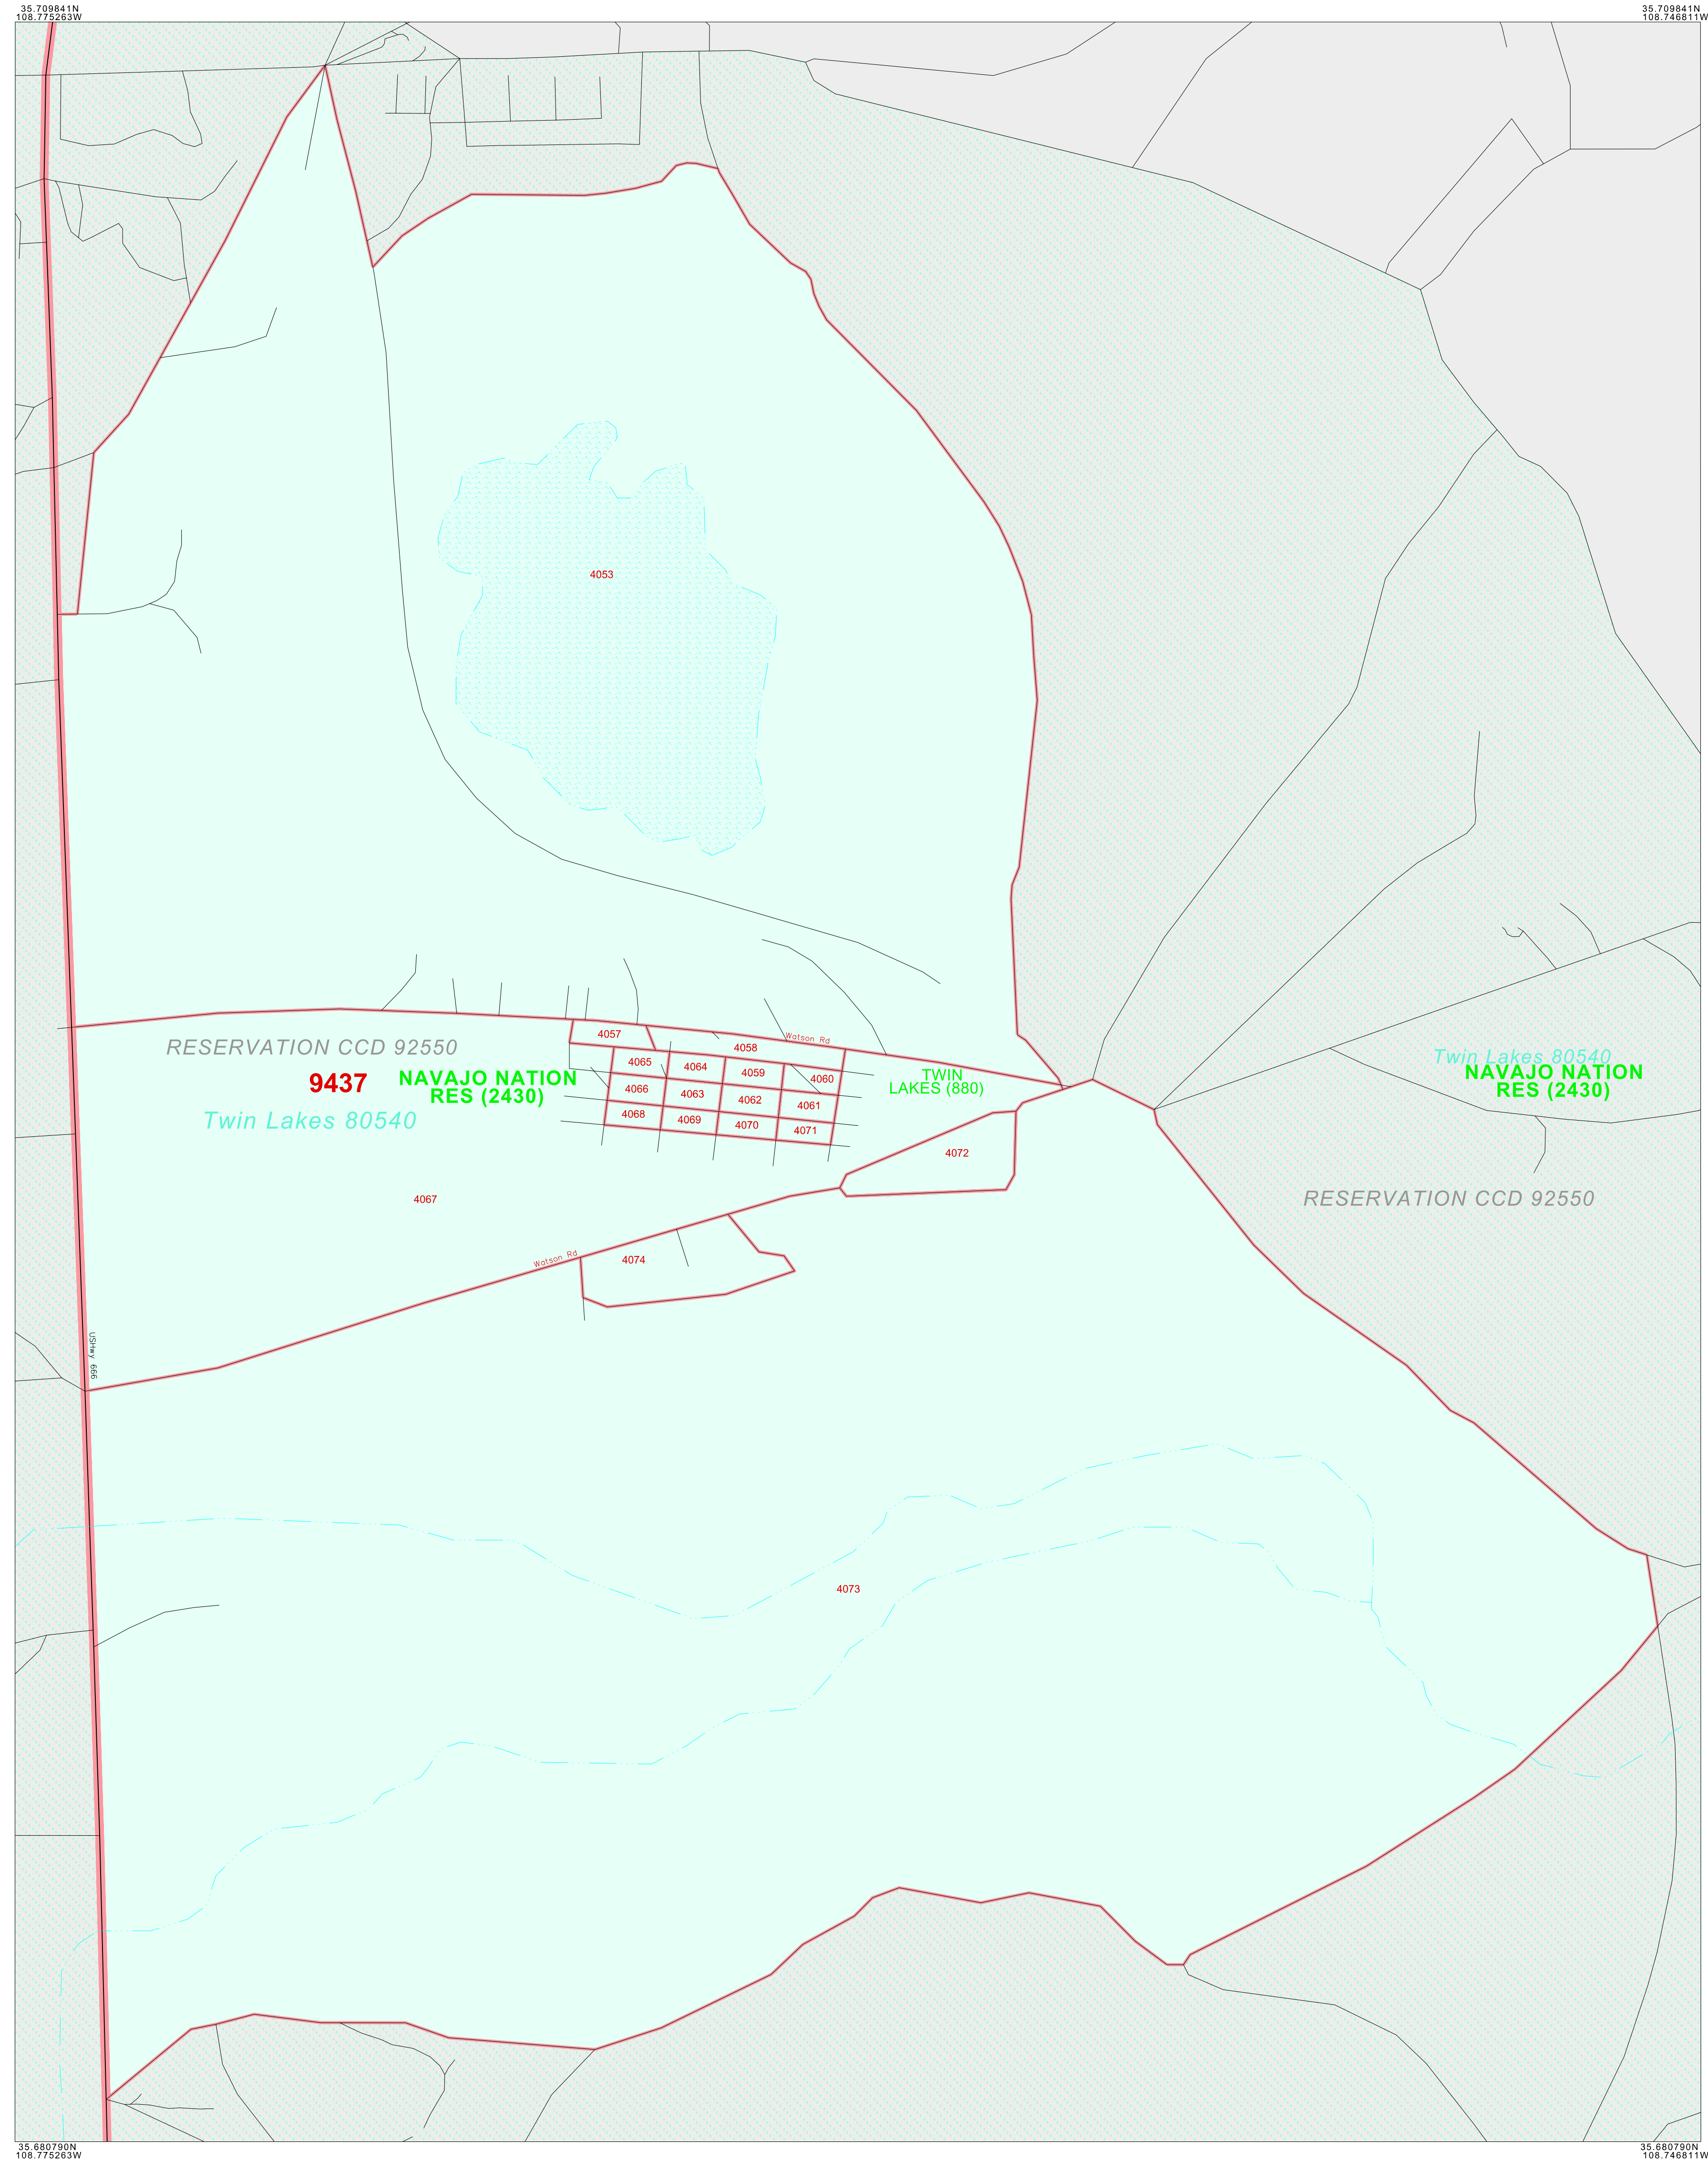 35.709841N
108.775263W
35.709841N
108.746811W
4053
Watson Rd
4057
4058
4065
4064
4059
4060
4066
4063
4062
4061
4068
4069
4070
4071
RESERVATION CCD 92550
9437
NAVAJO NATION
RES (2430)
Twin Lakes 80540
TWIN
LAKES (880)
Twin Lakes 80540
NAVAJO NATION
RES (2430)
RESERVATION CCD 92550
4072
4067
Watson Rd
4074
USHwy 666
4073
35.680790N
108.775263W
35.680790N
108.746811W